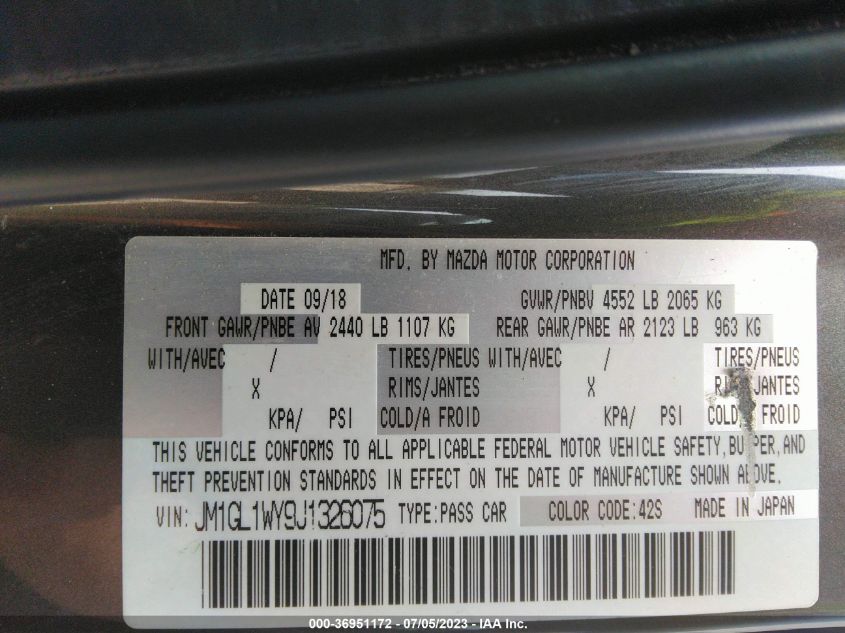 MFD. BY MAZDA MOTOR CORPORATION
DATE 09/18 GVWR/PNBV 4552 LB 2065 KG
FRONT GAWR/PNBE AV 2440 LB 1107 KG REAR GAWR/PNBE AR 2123 LB 963 KG
WITH/AVEC / TIRES/PNEUS WITH/AVEC / TIRES/PNEUS
X RIMS/JANTES X JANTES
KPA/ PSI COLD/A FROID KPA/ PSI FROID
THIS VEHICLE CONFORMS TO ALL APPLICABLE FEDERAL MOTOR VEHICLE SAFETY, AND
THEFT PREVENTION STANDARDS IN EFFECT ON THE DATE OF MANUFACTURE SHOWN ABOVE.
VIN: JM1GL1WY9J1326075 TYPE:PASS CAR COLOR CODE:42S MADE IN JAPAN
000-36951172 - 07/05/2023 - IAA Inc.